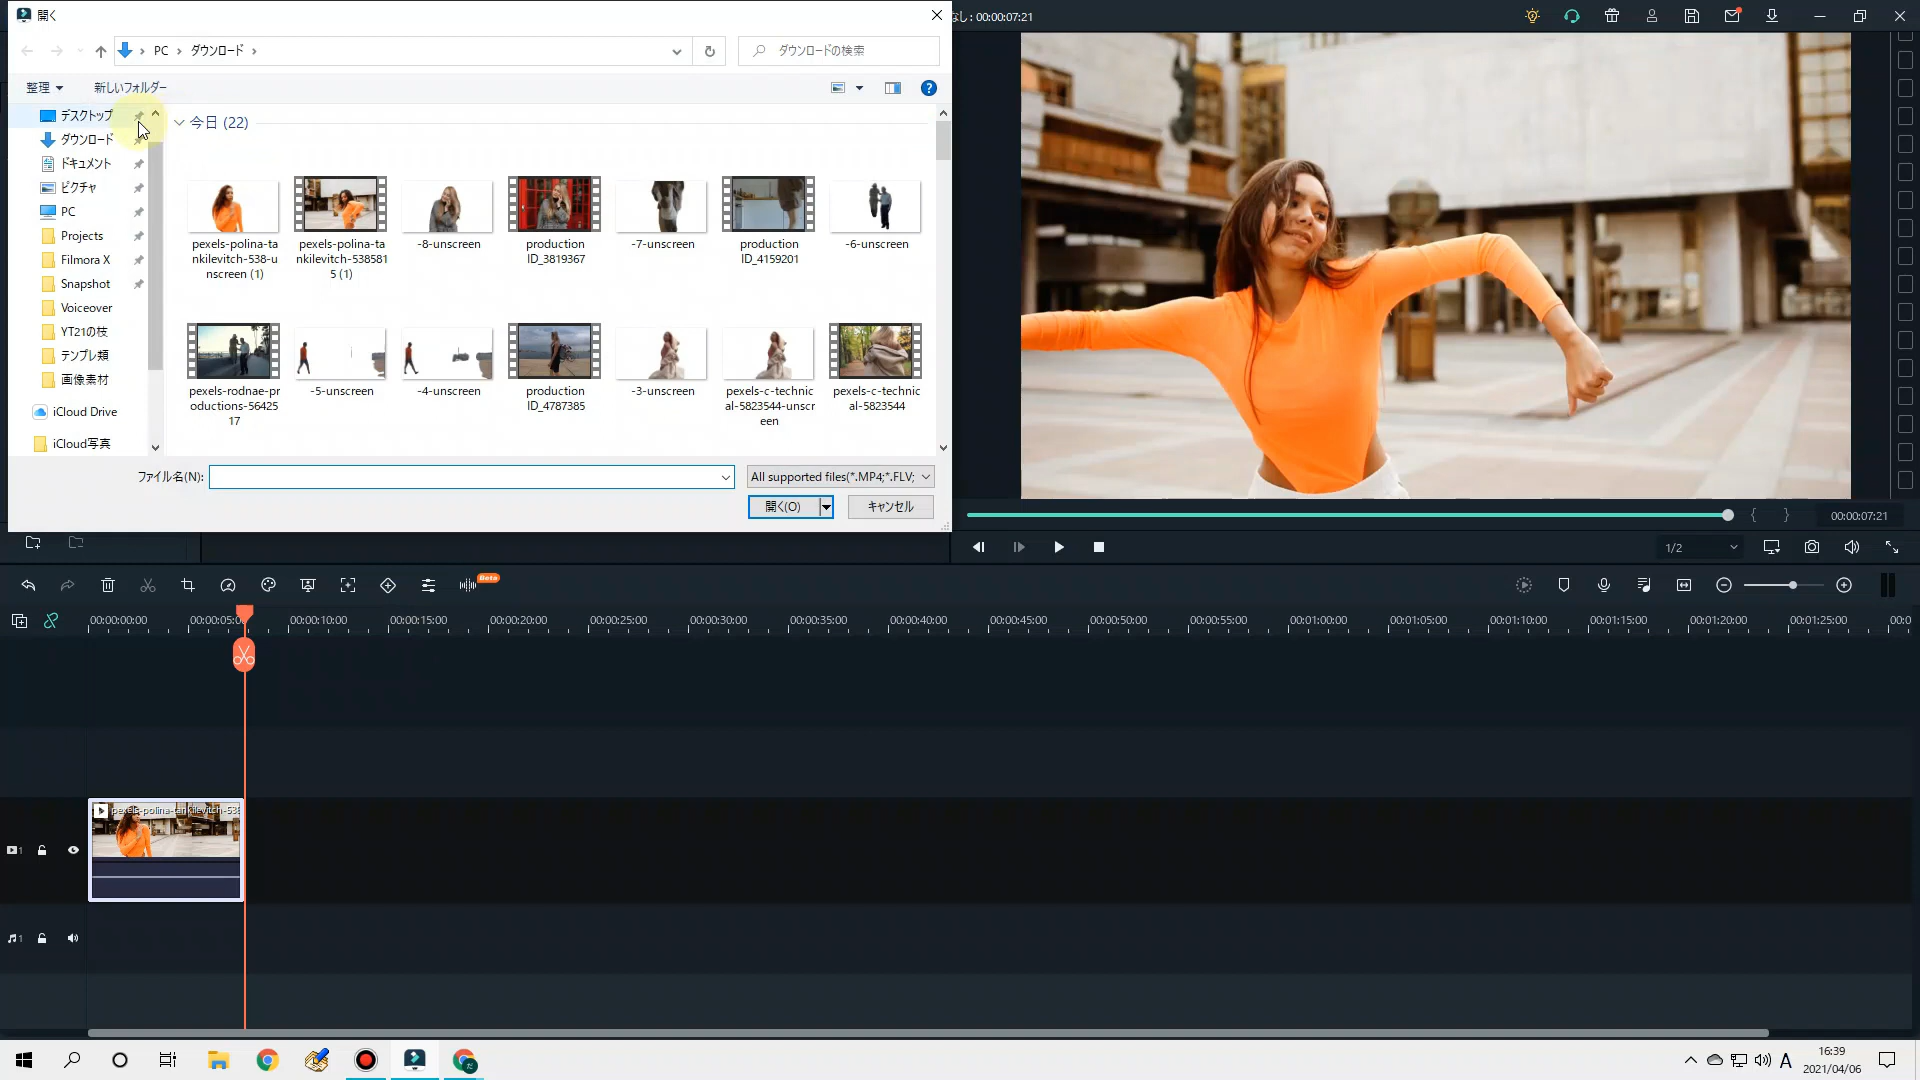 開く
なし : 00:00:07:21
PC
ダウンロード
ダウンロードの検索
整理
新しいフォルダー
デスクトップ
ダウンロード
ドキュメント
ピクチャ
PC
Projects
Filmora X
Snapshot
Voiceover
YT21の枝
テンプレ類
画像素材
iCloud Drive
iCloud写真
今日 (22)
pexels-polina-ta
nkilevitch-538-u
nscreen (1)
pexels-polina-ta
nkilevitch-538581
5 (1)
-8-unscreen
production
ID_3819367
-7-unscreen
production
ID_4159201
-6-unscreen
pexels-rodnae-pr
oductions-56425
17
-5-unscreen
-4-unscreen
production
ID_4787385
-3-unscreen
pexels-c-technic
al-5823544-unscr
een
pexels-c-technic
al-5823544
ファイル名(N):
All supported files(*.MP4;*.FLV;
開く(O)
キャンセル
00:00:07:21
1/2
Beta
00:00:00:00
00:00:05:0
00:00:10:00
00:00:15:00
00:00:20:00
00:00:25:00
00:00:30:00
00:00:35:00
00:00:40:00
00:00:45:00
00:00:50:00
00:00:55:00
00:01:00:00
00:01:05:00
00:01:10:00
00:01:15:00
00:01:20:00
00:01:25:00
00:0
pexels-polina-tankilevitch-538
1
1
A
16:39
2021/04/06